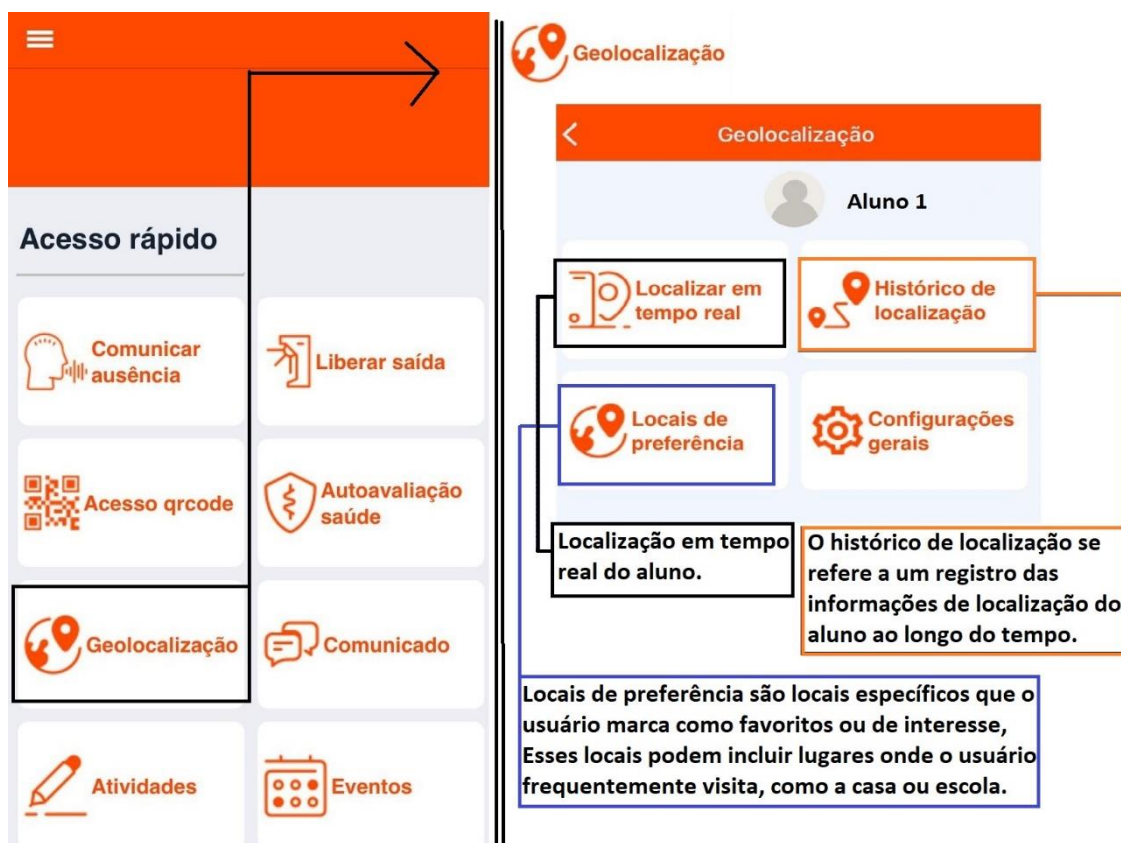 Acesso rápido
Comunicar
ausência
Liberar saída
Acesso qrcode
Autoavaliação
saúde
Geolocalização
Comunicado
Atividades
Eventos
Geolocalização
Geolocalização
Aluno 1
Localizar em
tempo real
Histórico de
localização
Locais de
preferência
Configurações
gerais
Localização em tempo
real do aluno.
O histórico de localização se
refere a um registro das
informações de localização do
aluno ao longo do tempo.
Locais de preferência são locais específicos que o
usuário marca como favoritos ou de interesse,
Esses locais podem incluir lugares onde o usuário
frequentemente visita, como a casa ou escola.